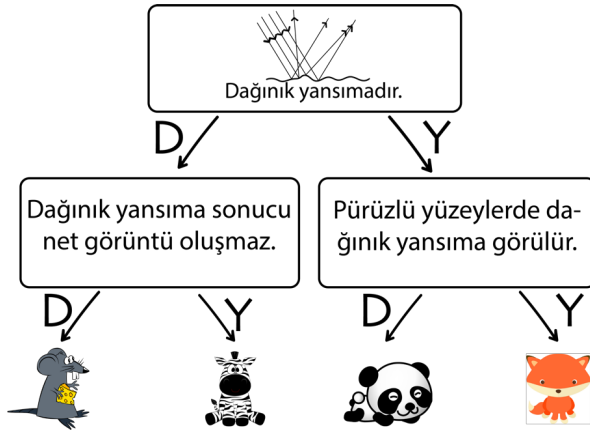 Dağınık yansımadır.
D
Y
Dağınık yansıma sonucu
net görüntü oluşmaz.
Pürüzlü yüzeylerde da-
ğınık yansıma görülür.
D
Y
D
Y